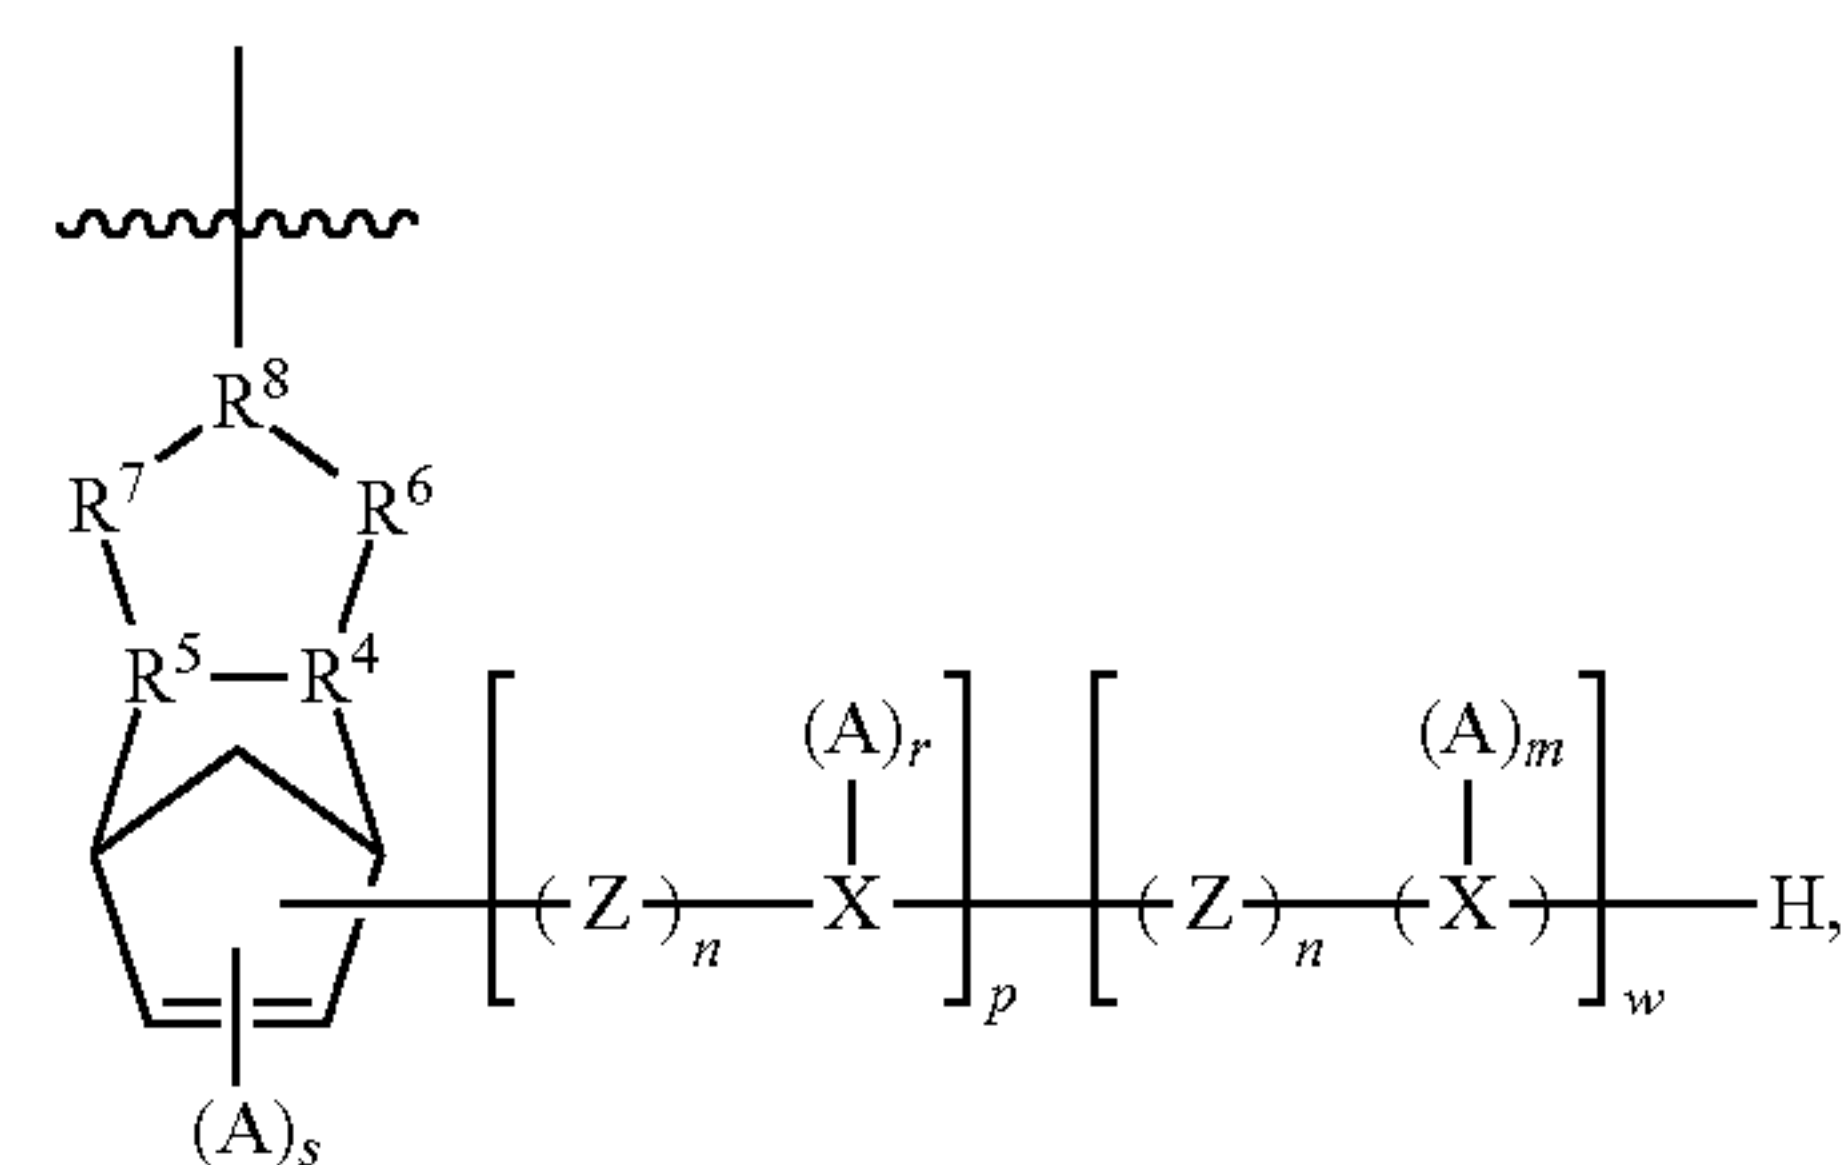 R⁸
R⁷ R⁶
R⁵ R⁴
(A)r (A)m
( Z )n X p ( Z )n ( X ) w H,
(A)s